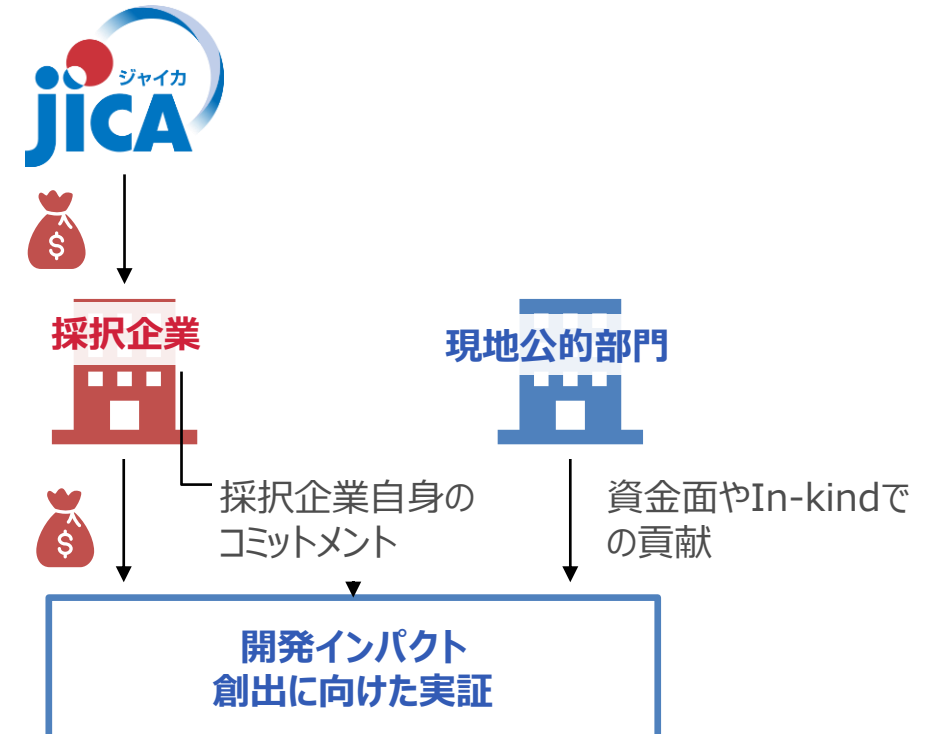 ジャイカ
jICA
$
採択企業
現地公的部門
採択企業自身の
コミットメント
資金面やIn-kindで
の貢献
$
開発インパクト
創出に向けた実証